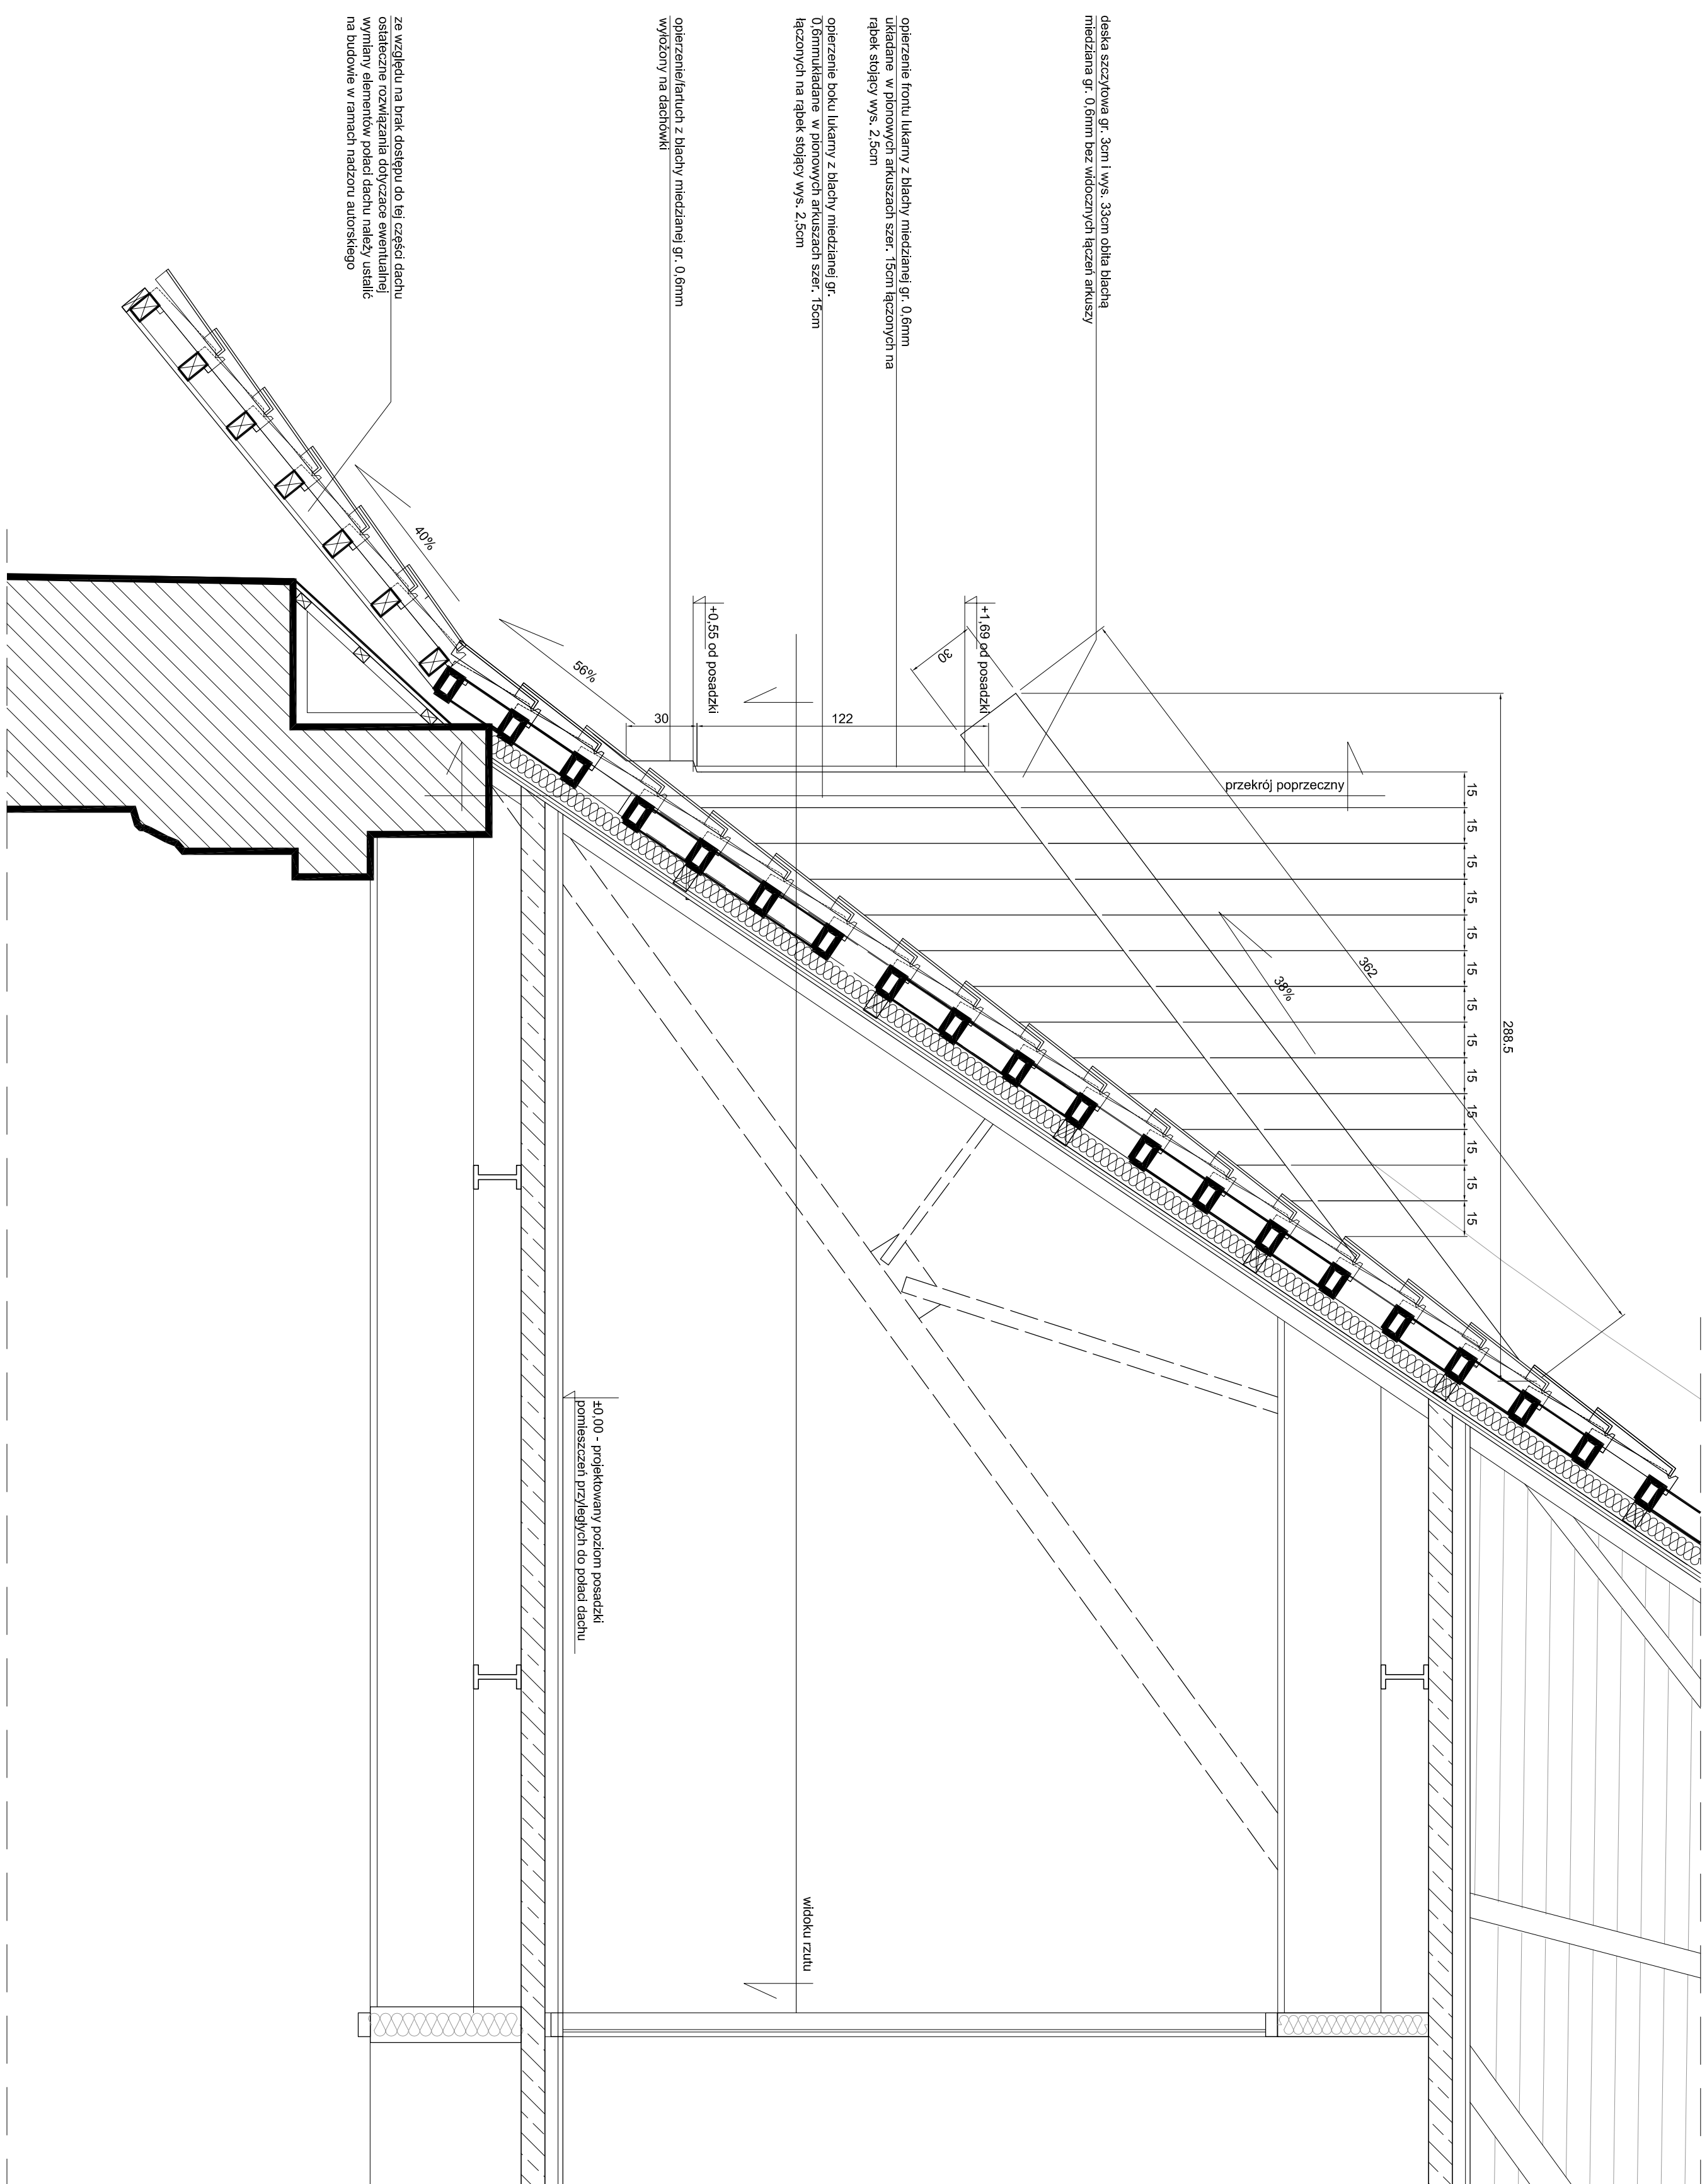 deska szczytowa gr. 3cm i wys. 33cm obita blachą
miedziana gr. 0,6mm bez widocznych łączeń arkuszy
opierzenie frontu lukarny z blachy miedzianej gr. 0,6mm
układane w pionowych arkuszach szer. 15cm łączonych na
rąbek stojący wys. 2,5cm
opierzenie boku lukarny z blachy miedzianej gr.
0,6mmukładane w pionowych arkuszach szer. 15cm
łączonych na rąbek stojący wys. 2,5cm
opierzenie/fartuch z blachy miedzianej gr. 0,6mm
wyłożony na dachówki
ze względu na brak dostępu do tej części dachu
ostateczne rozwiązania dotyczace ewentualnej
wymiany elementów połaci dachu należy ustalić
na budowie w ramach nadzoru autorskiego
40%
56%
+0,55 od posadzki
+1,69 od posadzki
30
30
122
przekrój poprzeczny
15
15
15
15
15
15
15
15
15
15
15
15
15
362
38%
288.5
±0,00 - projektowany poziom posadzki
pomieszczeń przyległych do połaci dachu
widoku rzutu